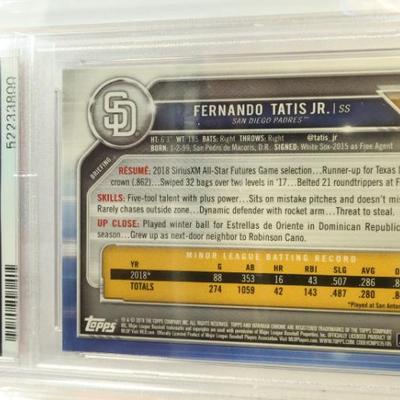 52233899
SD
FERNANDO TATIS JR. | SS
SAN DIEGO PADRES™
HT: 6'3" WT: 185 BATS: Right THROWS: Right @tatis_jr
BORN: 1-2-99, San Pedro de Macoris, D.R. SIGNED: White Sox-2015 as Free Agent
BRIEFING
RÉSUMÉ: 2018 SiriusXM All-Star Futures Game selection...Runner-up for Texas
crown (.862)...Swiped 32 bags over two levels in '17...Belted 21 roundtrippers at F
SKILLS: Five-tool talent with plus power...Sits on mistake pitches and doesn't mis
Rarely chases outside zone...Dynamic defender with rocket arm...Threat to steal.
UP CLOSE: Played winter ball for Estrellas de Oriente in Dominican Republic
season...Grew up as next-door neighbor to Robinson Cano.
MINOR LEAGUE BATTING RECORD
YR G AB HR RBI SLG AVG
2018* 88 353 16 43 .507 .286
TOTALS 274 1059 42 143 .487 .280
*Played at San Anton
Topps